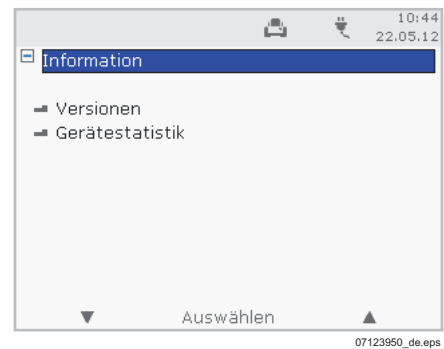 10:44
22.05.12
Information
Versionen
Gerätestatistik
Auswählen
07123950_de.eps